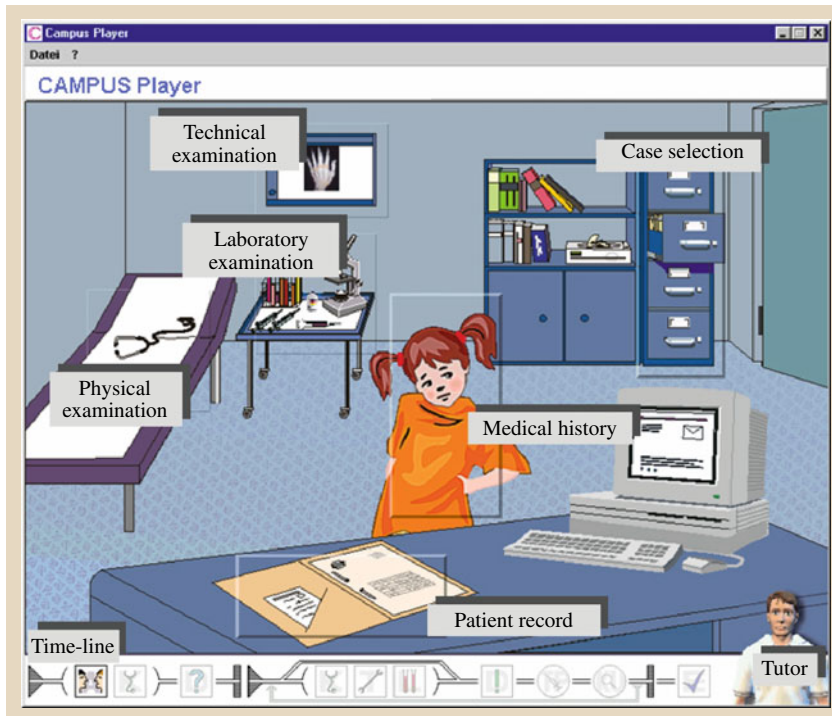 Campus Player
Datei ?
CAMPUS Player
Technical
examination
Case selection
Laboratory
examination
Physical
examination
Medical history
Patient record
Time-line
Tutor